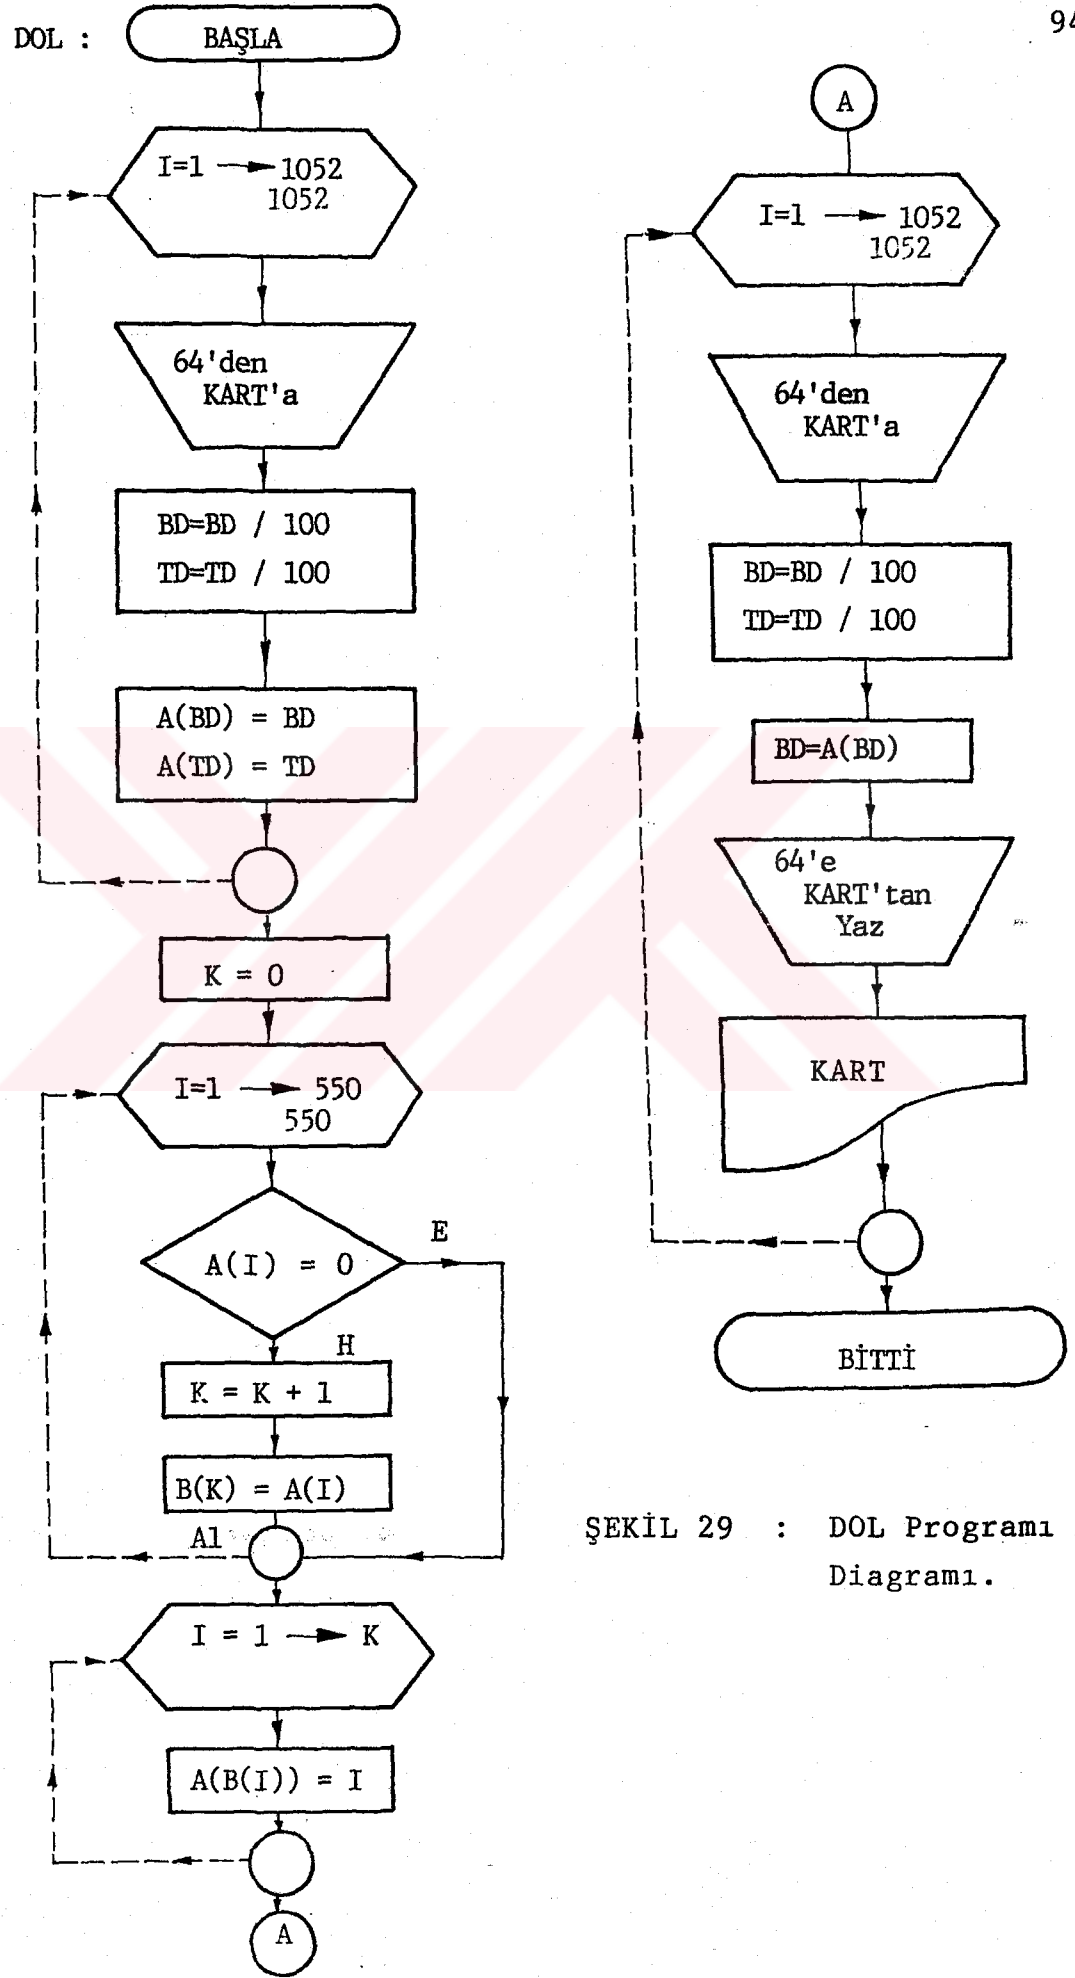 94
DOL : BAŞLA
I=1 → 1052
1052
64'den
KART'a
BD=BD / 100
TD=TD / 100
A(BD) = BD
A(TD) = TD
K = 0
I=1 → 550
550
A(I) = 0
E
H
K = K + 1
B(K) = A(I)
A1
I = 1 → K
A(B(I)) = I
A
A
I=1 → 1052
1052
64'den
KART'a
BD=BD / 100
TD=TD / 100
BD=A(BD)
64'e
KART'tan
Yaz
KART
BİTTİ
ŞEKİL 29 : DOL Programı
Diagramı.